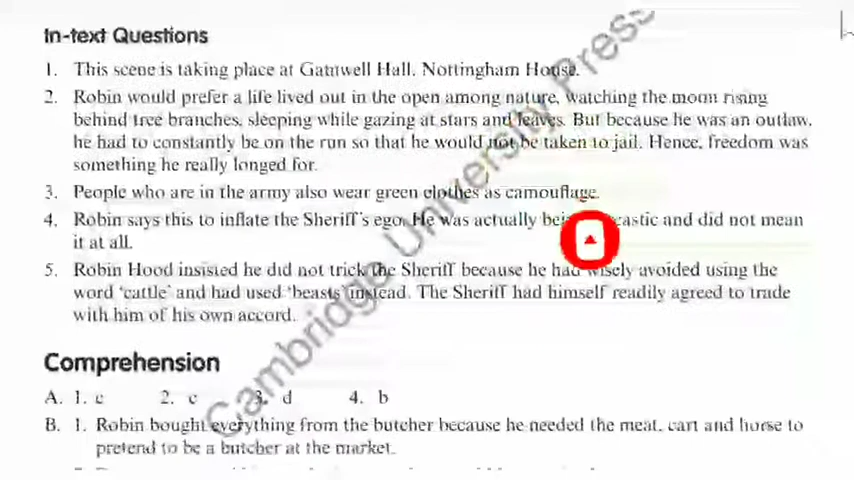 In-text Questions
1. This scene is taking place at Gamwell Hall, Nottingham House.
2. Robin would prefer a life lived out in the open among nature, watching the moon rising
behind tree branches, sleeping while gazing at stars and leaves. But because he was an outlaw,
he had to constantly be on the run so that he would not be taken to jail. Hence, freedom was
something he really longed for.
3. People who are in the army also wear green clothes as camouflage.
4. Robin says this to inflate the Sheriff's ego. He was actually and did not mean
it at all.
5. Robin Hood insisted he did not trick the Sheriff because he had wisely avoided using the
word 'cattle' and had used 'beasts' instead. The Sheriff had himself readily agreed to trade
with him of his own accord.
Comprehension
A. 1. c 2. c 3. d 4. b
B. 1. Robin bought everything from the butcher because he needed the meat, cart and horse to
pretend to be a butcher at the market.
Cambridge University Press